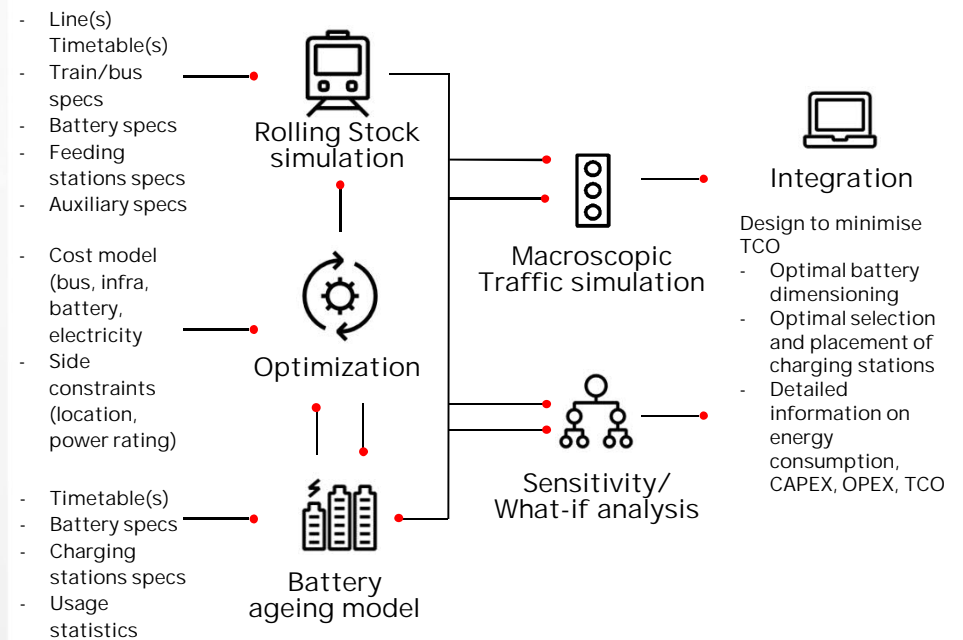 - Line(s)
Timetable(s)
- Train/bus
specs
- Battery specs
- Feeding
stations specs
- Auxiliary specs
- Cost model
(bus, infra,
battery,
electricity
- Side
constraints
(location,
power rating)
- Timetable(s)
- Battery specs
- Charging
stations specs
- Usage
statistics
Rolling Stock
simulation
Optimization
Battery
ageing model
Macroscopic
Traffic simulation
Sensitivity/
What-if analysis
Integration
Design to minimise
TCO
- Optimal battery
dimensioning
- Optimal selection
and placement of
charging stations
- Detailed
information on
energy
consumption,
CAPEX, OPEX, TCO